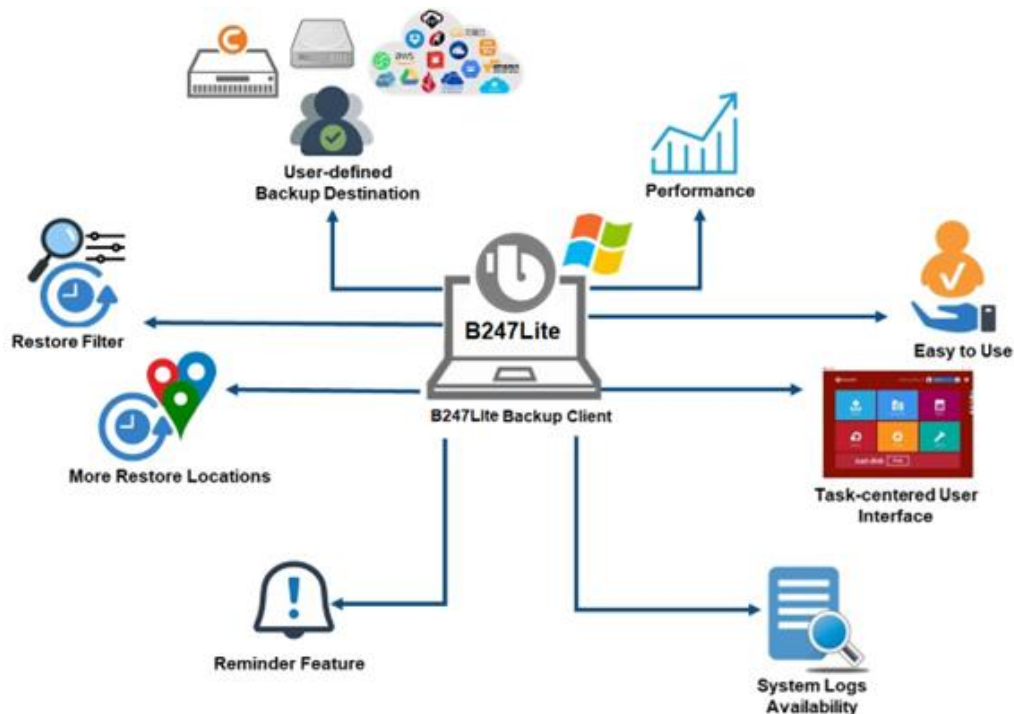 aws
User-defined
Backup Destination
Performance
Restore Filter
B247Lite
Easy to Use
B247Lite Backup Client
More Restore Locations
Task-centered User
Interface
Reminder Feature
System Logs
Availability